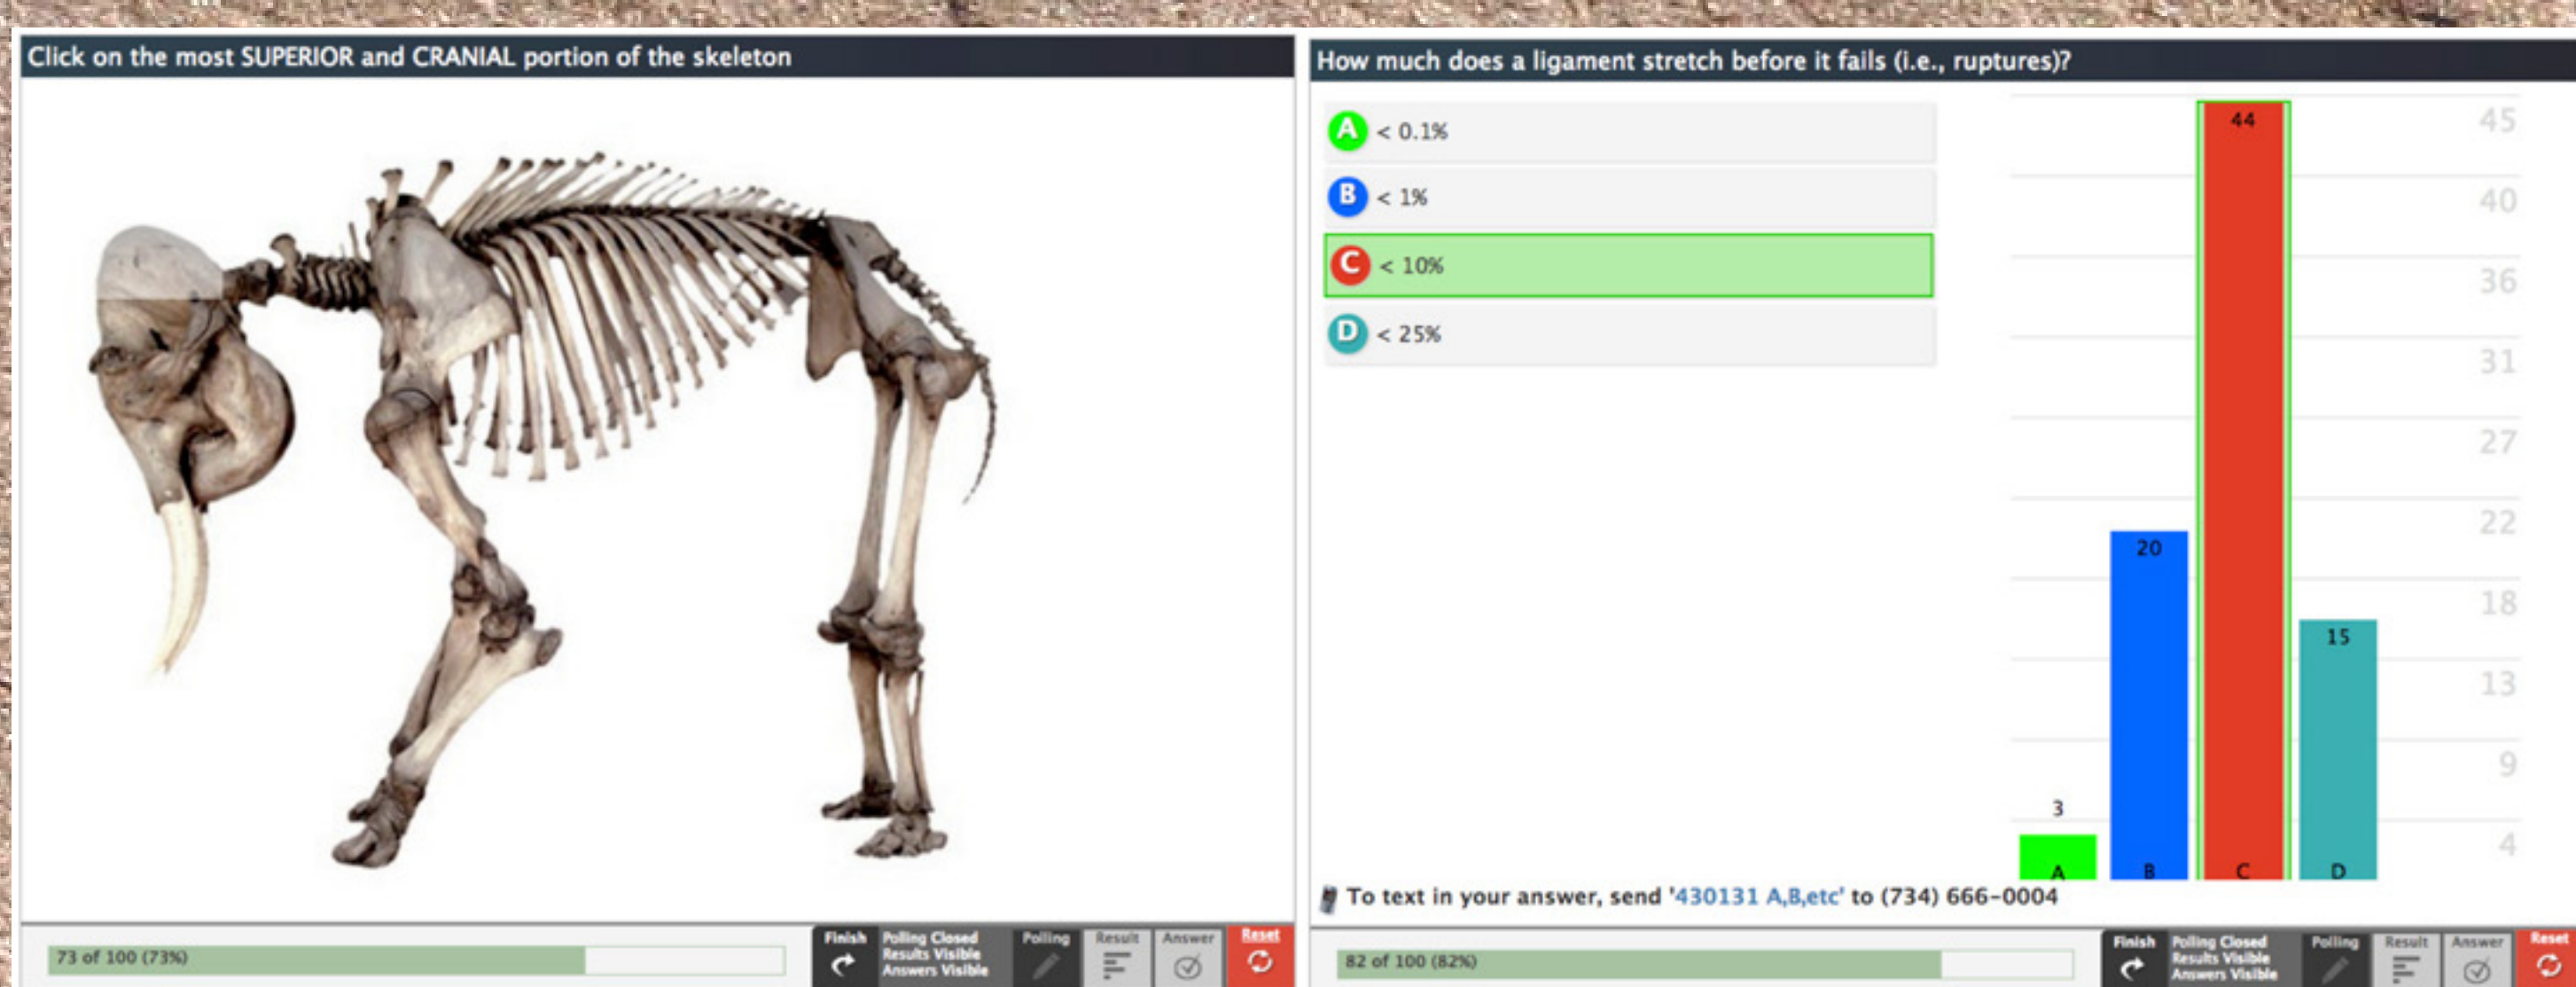 Click on the most SUPERIOR and CRANIAL portion of the skeleton
73 of 100 (73%)
Finish
Polling Closed
Results Visible
Answers Visible
Polling
Result
Answer
Reset
How much does a ligament stretch before it fails (i.e., ruptures)?
A < 0.1%
B < 1%
C < 10%
D < 25%
45
40
36
31
27
22
18
13
9
4
3
20
44
15
A
B
C
D
To text in your answer, send '430131 A,B,etc' to (734) 666-0004
82 of 100 (82%)
Finish
Polling Closed
Results Visible
Answers Visible
Polling
Result
Answer
Reset